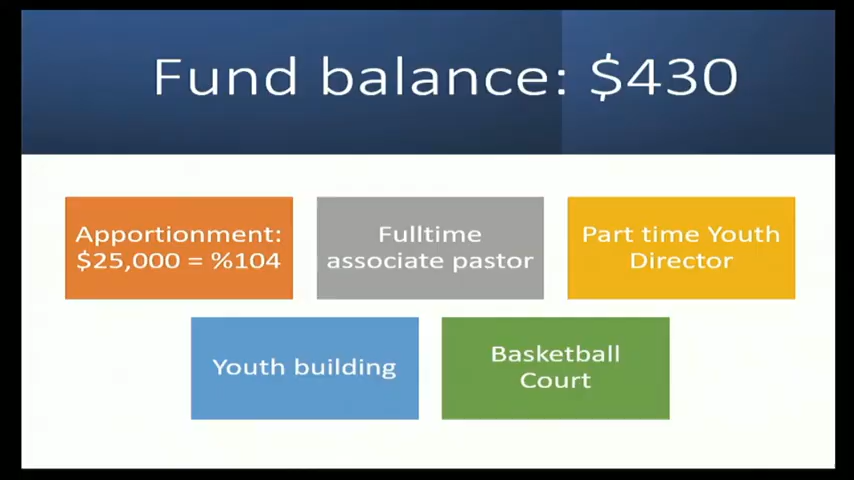 Fund balance: $430
Apportionment:
$25,000 = %104
Fulltime
associate pastor
Part time Youth
Director
Youth building
Basketball
Court